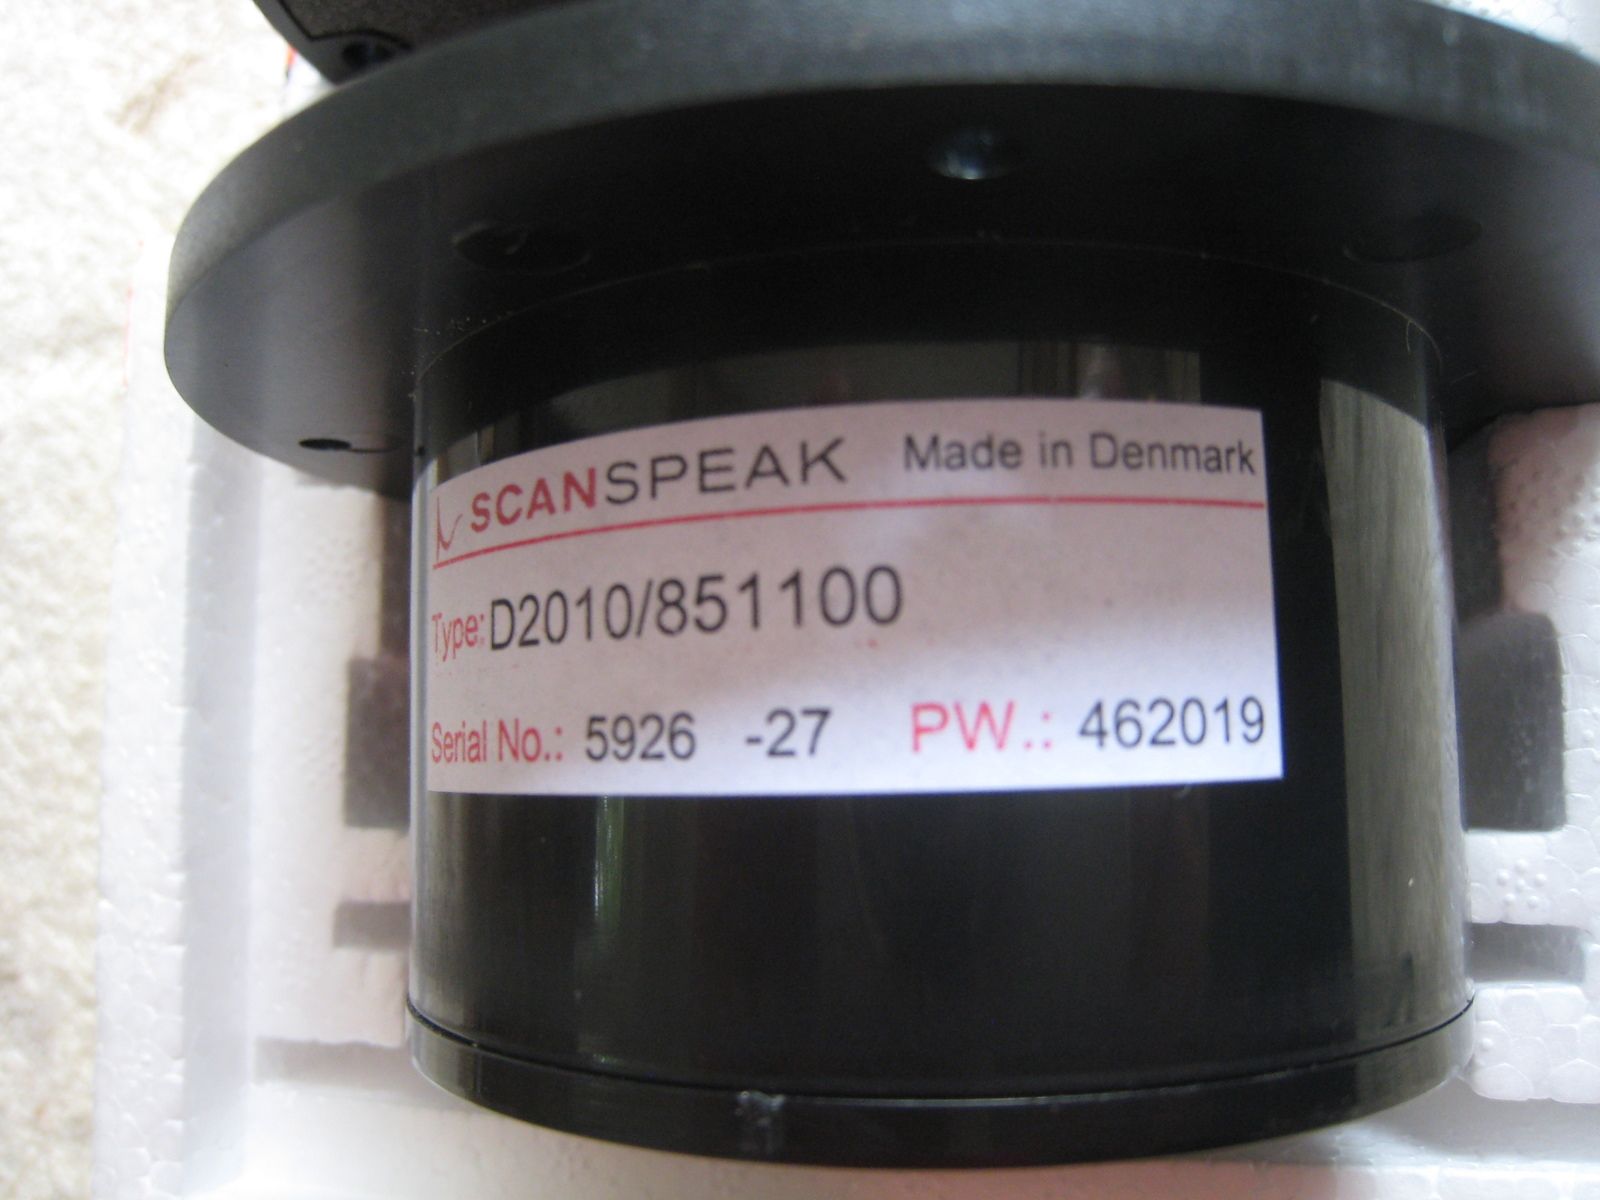 SCANSPEAK Made in Denmark
Type: D2010/851100
Serial No.: 5926 -27 PW.: 462019